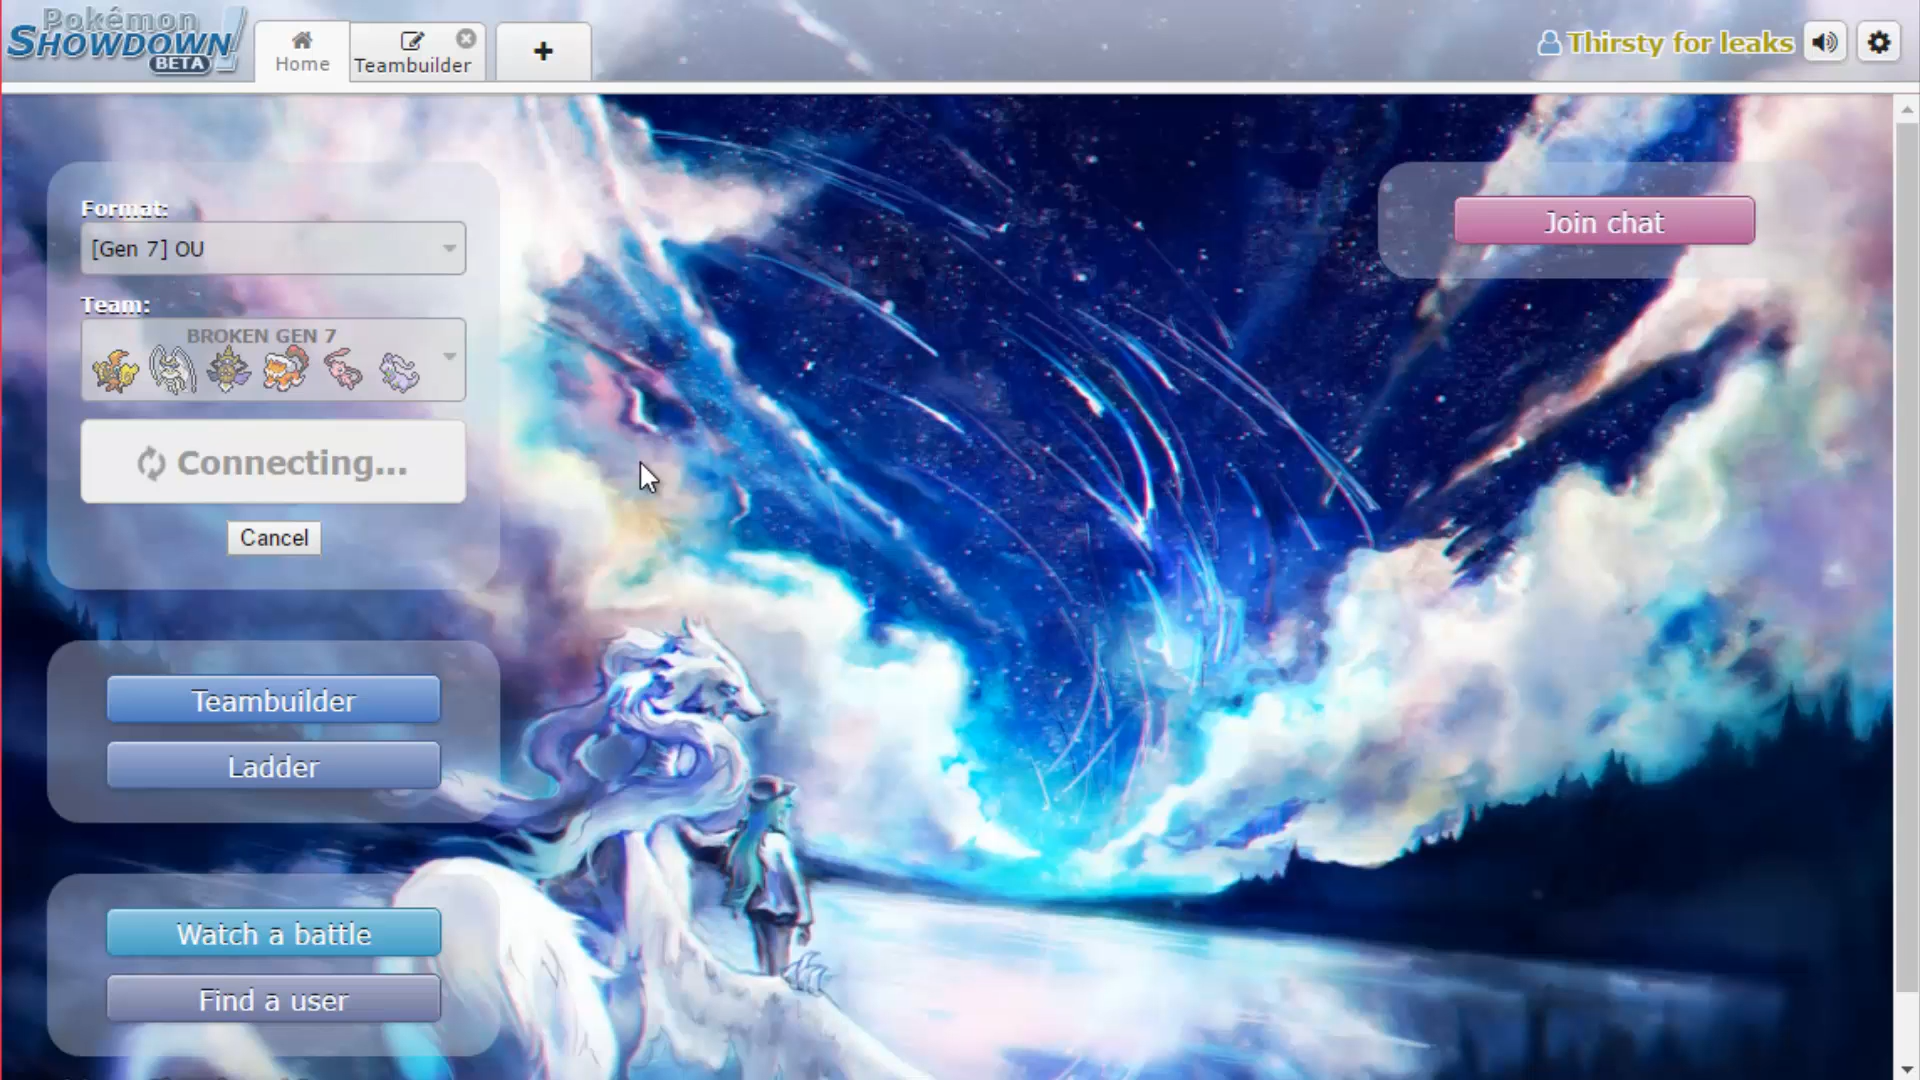 Pokémon
SHOWDOWN!
BETA
Home
Teambuilder
+
Thirsty for leaks
Format:
[Gen 7] OU
Join chat
Team:
BROKEN GEN 7
Connecting...
Cancel
Teambuilder
Ladder
Watch a battle
Find a user